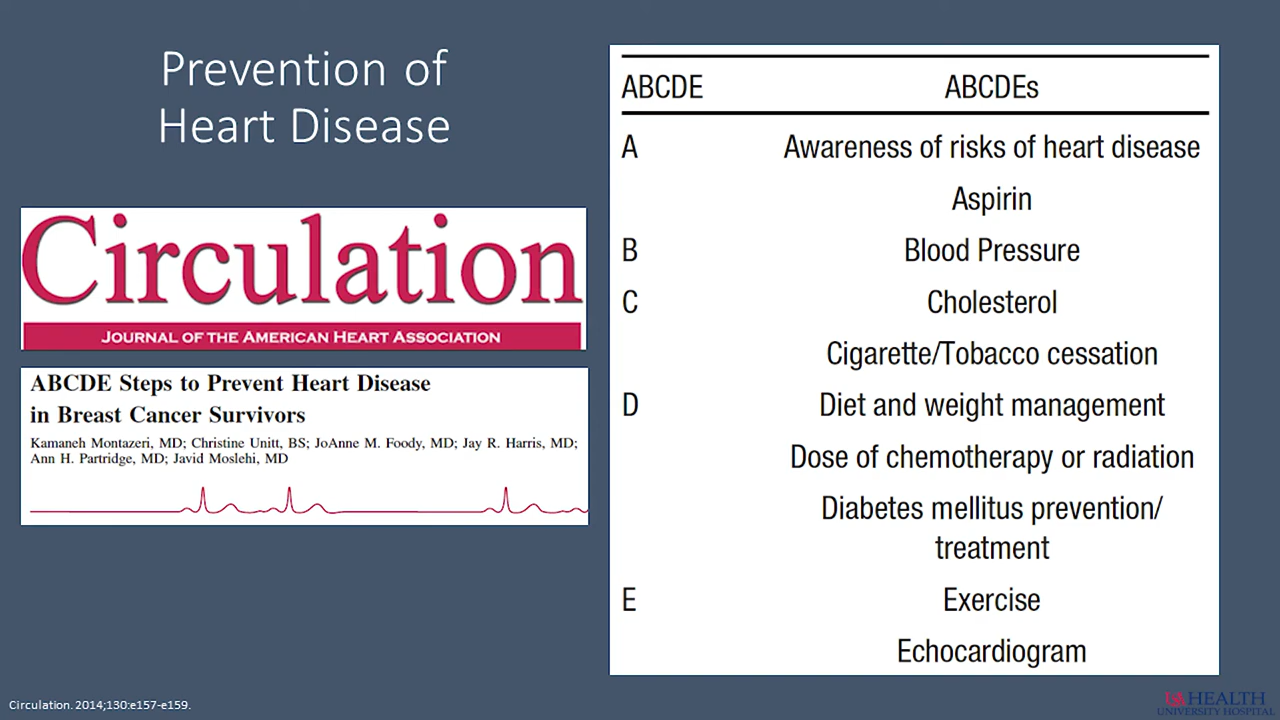 Prevention of
Heart Disease
Circulation
JOURNAL OF THE AMERICAN HEART ASSOCIATION
ABCDE Steps to Prevent Heart Disease
in Breast Cancer Survivors
Kamaneh Montazeri, MD; Christine Unitt, BS; JoAnne M. Foody, MD; Jay R. Harris, MD;
Ann H. Partridge, MD; Javid Moslehi, MD
ABCDE ABCDEs
A Awareness of risks of heart disease
Aspirin
B Blood Pressure
C Cholesterol
Cigarette/Tobacco cessation
D Diet and weight management
Dose of chemotherapy or radiation
Diabetes mellitus prevention/
treatment
E Exercise
Echocardiogram
Circulation. 2014;130:e157-e159.
HEALTH
UNIVERSITY HOSPITAL